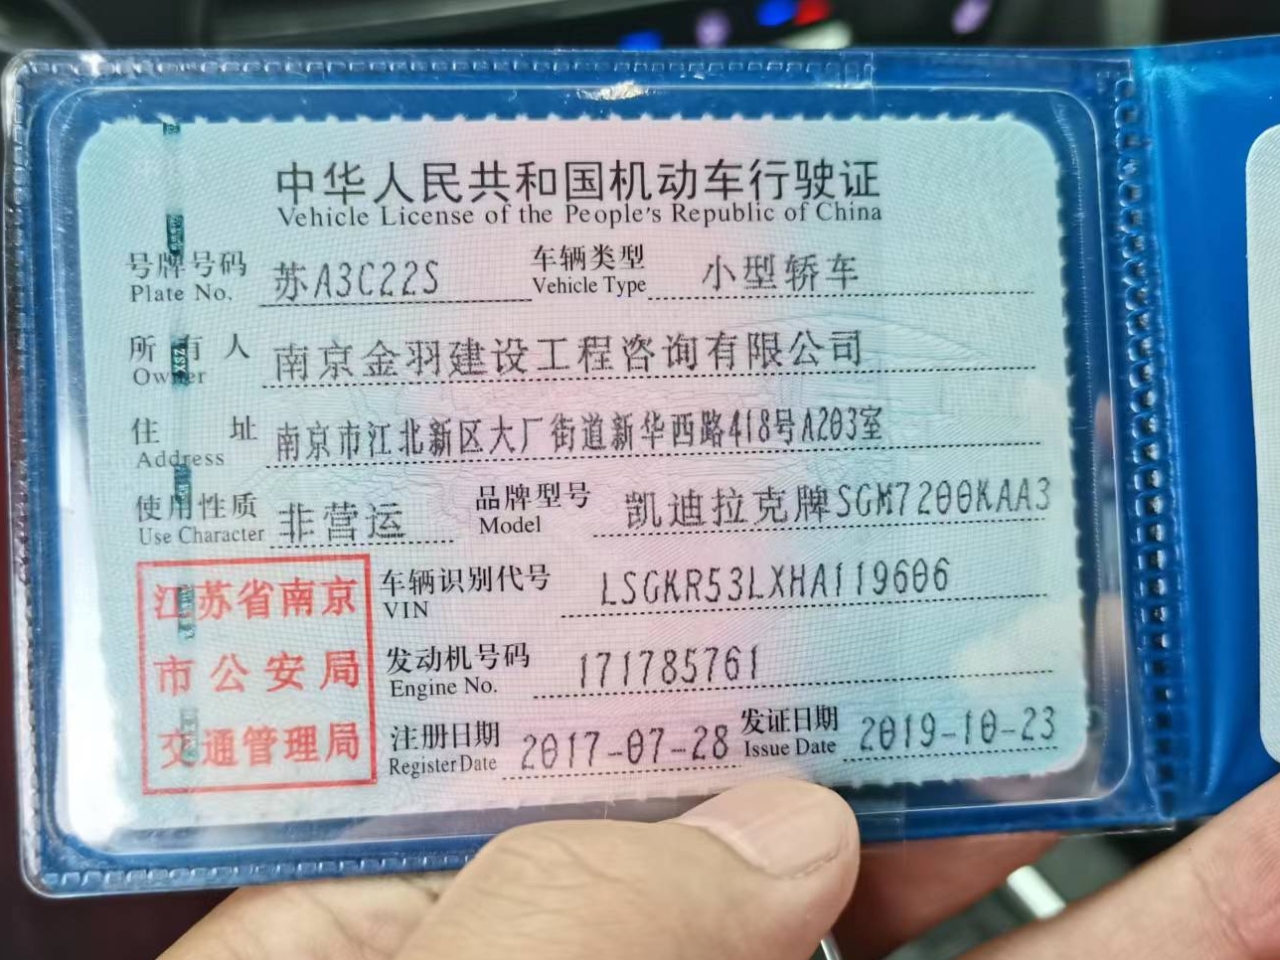 中华人民共和国机动车行驶证
Vehicle License of the People's Republic of China
号牌号码 苏A3C22S 车辆类型 小型轿车
Plate No. Vehicle Type
所有人 南京金羽建设工程咨询有限公司
Owner
住址 南京市江北新区大厂街道新华西路418号A203室
Address
使用性质 非营运 品牌型号 凯迪拉克牌SGM7200KAA3
Use Character Model
江苏省南京
市公安局
交通管理局
车辆识别代号 LSGKR53LXHA119606
VIN
发动机号码 171785761
Engine No.
注册日期 2017-07-28 发证日期 2019-10-23
Register Date Issue Date